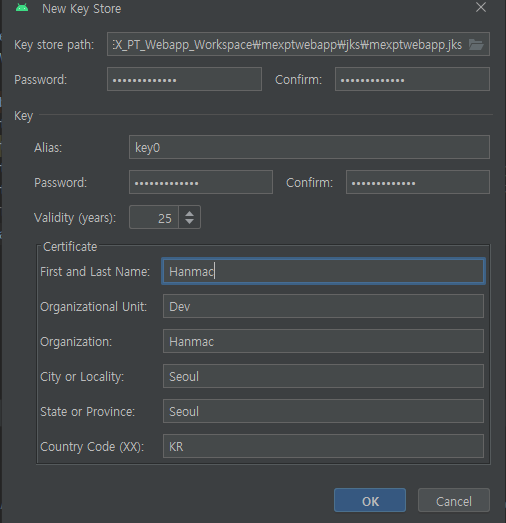 New Key Store
Key store path: EX_PT_Webapp_Workspace₩mexptwebapp₩jks₩mexptwebapp.jks
Password: ••••••••••••• Confirm: •••••••••••••
Key
Alias: key0
Password: ••••••••••••• Confirm: •••••••••••••
Validity (years): 25
Certificate
First and Last Name: Hanmac
Organizational Unit: Dev
Organization: Hanmac
City or Locality: Seoul
State or Province: Seoul
Country Code (XX): KR
OK Cancel